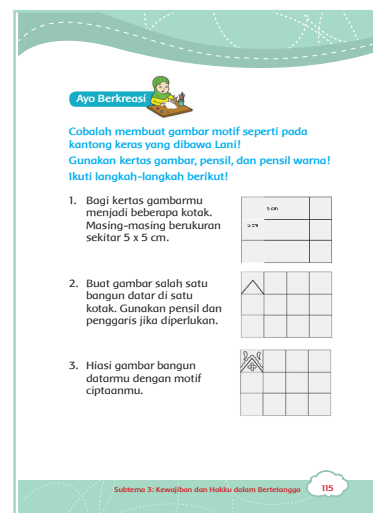 Ayo Berkreasi
Cobalah membuat gambar motif seperti pada
kantong keras yang dibawa Lani!
Gunakan kertas gambar, pensil, dan pensil warna!
Ikuti langkah-langkah berikut!
1. Bagi kertas gambarmu
menjadi beberapa kotak.
Masing-masing berukuran
sekitar 5 x 5 cm.
5 cm
5 cm
2. Buat gambar salah satu
bangun datar di satu
kotak. Gunakan pensil dan
penggaris jika diperlukan.
3. Hiasi gambar bangun
datarmu dengan motif
ciptaanmu.
Subtema 3: Kewajiban dan Hakku dalam Bertetangga
115